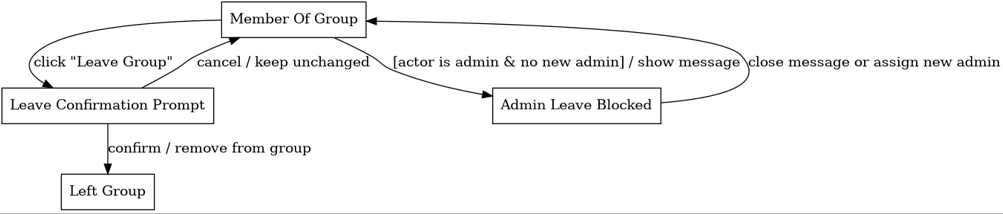 Member Of Group
click "Leave Group"
cancel / keep unchanged
[actor is admin & no new admin] / show message
close message or assign new admin
Leave Confirmation Prompt
Admin Leave Blocked
confirm / remove from group
Left Group